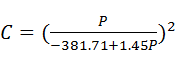 C = (P / -381.71+1.45P)²